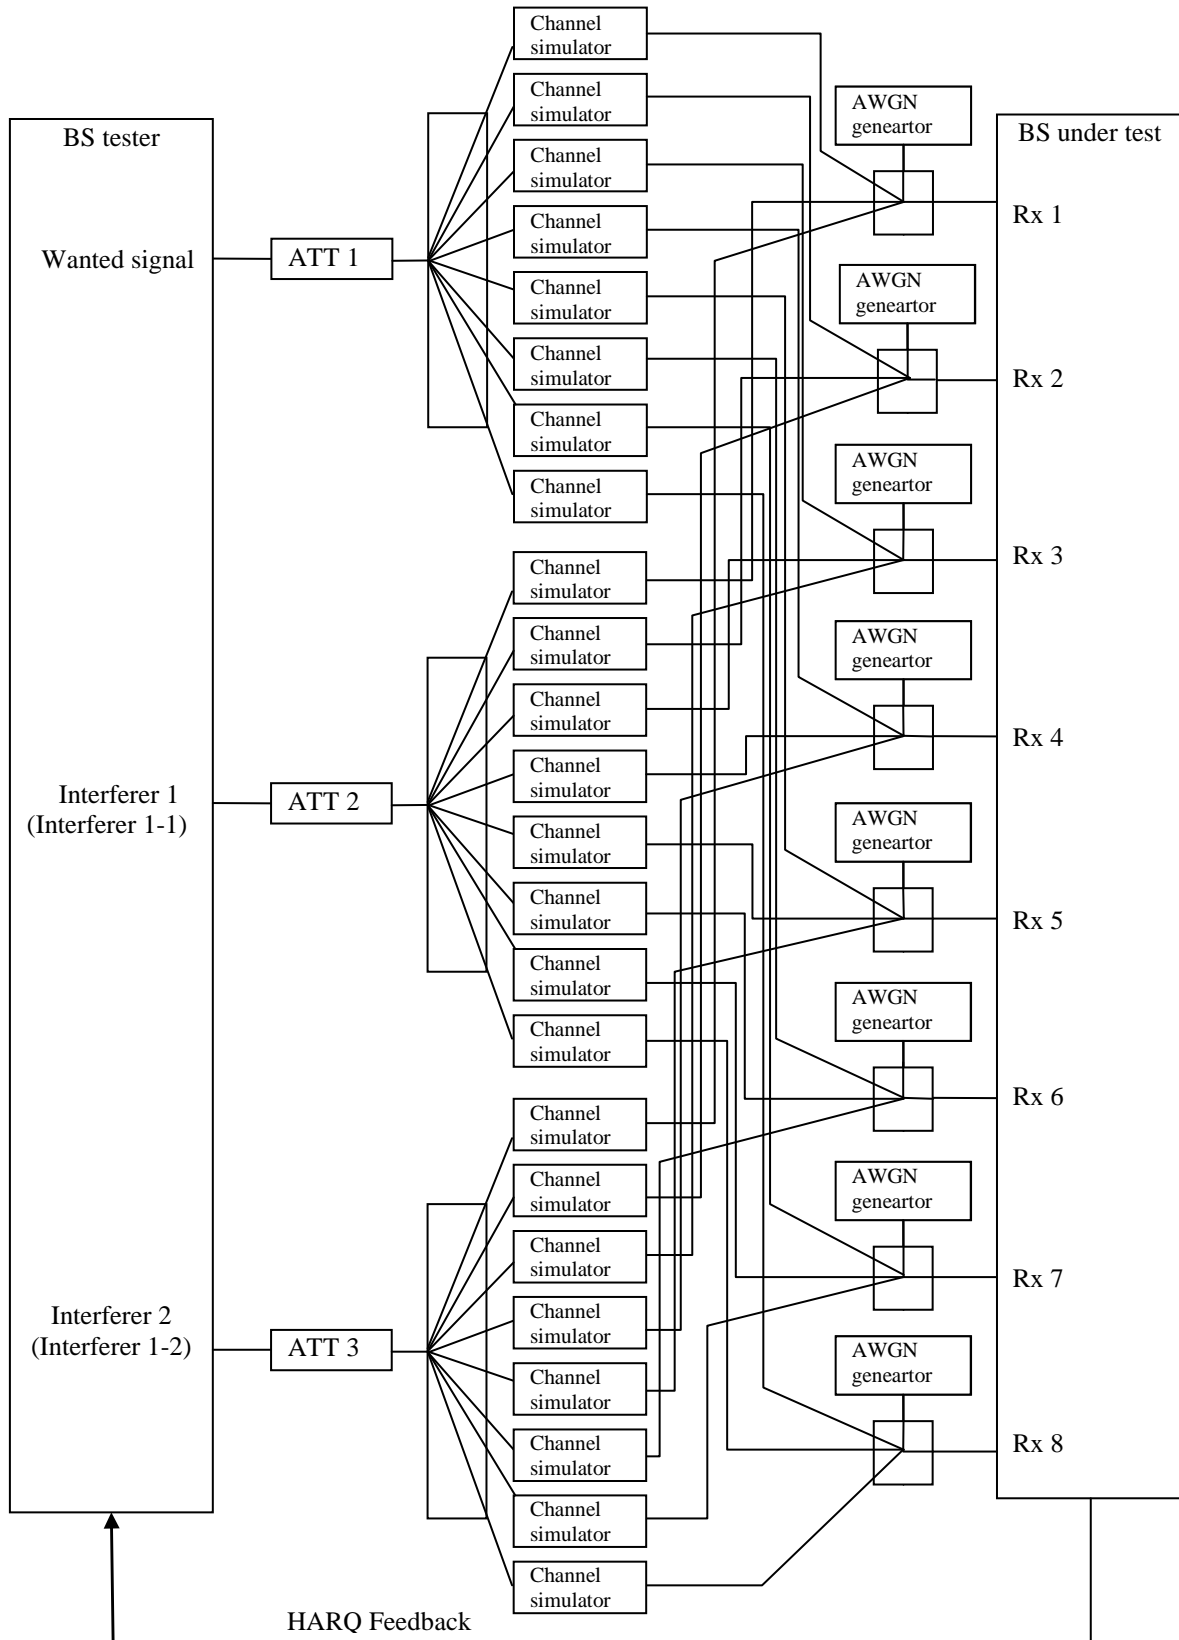 BS tester
Wanted signal
Interferer 1
(Interferer 1-1)
Interferer 2
(Interferer 1-2)
ATT 1
ATT 2
ATT 3
Channel
simulator
Channel
simulator
Channel
simulator
Channel
simulator
Channel
simulator
Channel
simulator
Channel
simulator
Channel
simulator
Channel
simulator
Channel
simulator
Channel
simulator
Channel
simulator
Channel
simulator
Channel
simulator
Channel
simulator
Channel
simulator
Channel
simulator
Channel
simulator
Channel
simulator
Channel
simulator
Channel
simulator
Channel
simulator
Channel
simulator
Channel
simulator
AWGN
geneartor
AWGN
geneartor
AWGN
geneartor
AWGN
geneartor
AWGN
geneartor
AWGN
geneartor
AWGN
geneartor
AWGN
geneartor
BS under test
Rx 1
Rx 2
Rx 3
Rx 4
Rx 5
Rx 6
Rx 7
Rx 8
HARQ Feedback